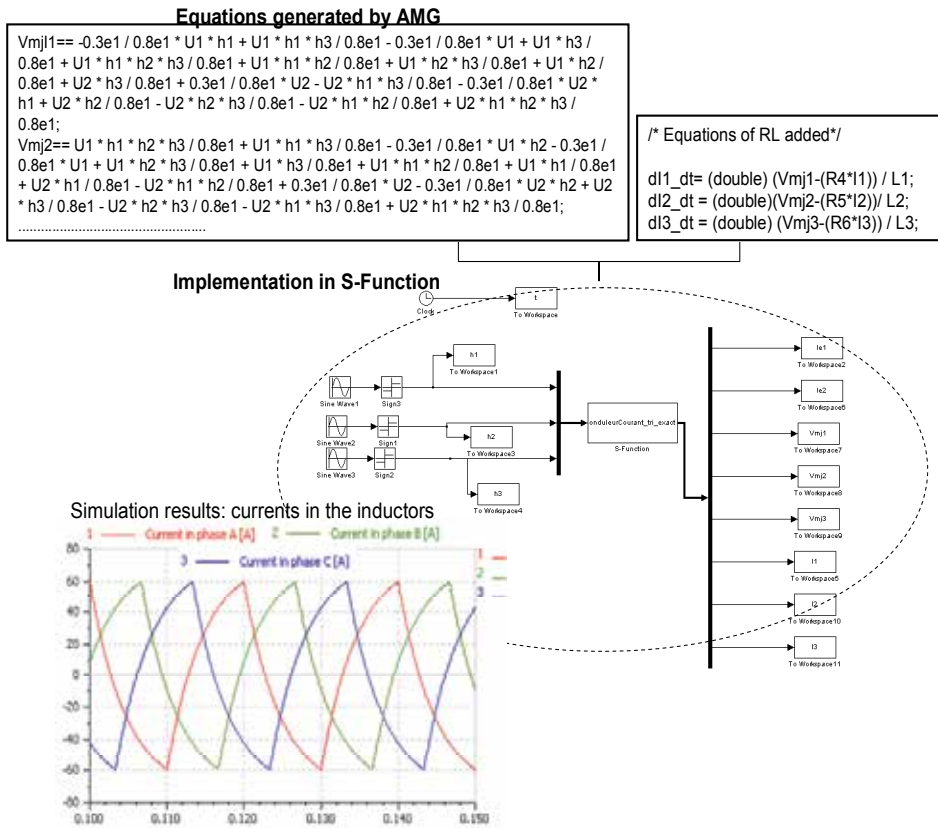 Equations generated by AMG
VmjI1== -0.3e1 / 0.8e1 * U1 * h1 + U1 * h1 * h3 / 0.8e1 - 0.3e1 / 0.8e1 * U1 + U1 * h3 /
0.8e1 + U1 * h1 * h2 * h3 / 0.8e1 + U1 * h1 * h2 / 0.8e1 + U1 * h2 * h3 / 0.8e1 + U1 * h2 /
0.8e1 + U2 * h3 / 0.8e1 + 0.3e1 / 0.8e1 * U2 - U2 * h1 * h3 / 0.8e1 - 0.3e1 / 0.8e1 * U2 *
h1 + U2 * h2 / 0.8e1 - U2 * h2 * h3 / 0.8e1 - U2 * h1 * h2 / 0.8e1 + U2 * h1 * h2 * h3 /
0.8e1;
Vmj2== U1 * h1 * h2 * h3 / 0.8e1 + U1 * h1 * h3 / 0.8e1 - 0.3e1 / 0.8e1 * U1 * h2 - 0.3e1 /
0.8e1 * U1 + U1 * h2 * h3 / 0.8e1 + U1 * h3 / 0.8e1 + U1 * h1 * h2 / 0.8e1 + U1 * h1 / 0.8e1
+ U2 * h1 / 0.8e1 - U2 * h1 * h2 / 0.8e1 + 0.3e1 / 0.8e1 * U2 - 0.3e1 / 0.8e1 * U2 * h2 + U2
* h3 / 0.8e1 - U2 * h2 * h3 / 0.8e1 - U2 * h1 * h3 / 0.8e1 + U2 * h1 * h2 * h3 / 0.8e1;
..................................................
/* Equations of RL added*/
dI1_dt= (double) (Vmj1-(R4*I1)) / L1;
dI2_dt = (double)(Vmj2-(R5*I2))/ L2;
dI3_dt = (double) (Vmj3-(R6*I3)) / L3;
Implementation in S-Function
Clock
t
To Workspace
h1
To Workspace1
Sine Wave1
Sign3
Sine Wave2
Sign1
h2
To Workspace3
Sine Wave3
Sign2
h3
To Workspace4
onduleurCourant_tri_exact
S-Function
Ie1
To Workspace2
Ie2
To Workspace6
Vmj1
To Workspace7
Vmj2
To Workspace8
Vmj3
To Workspace9
I1
To Workspace5
I2
To Workspace10
I3
To Workspace11
Simulation results: currents in the inductors
1 Current in phase A [A] 2 Current in phase B [A]
3 Current in phase C [A]
1
2
3
80
60
40
20
0
-20
-40
-60
-80
0.100 0.110 0.120 0.130 0.140 0.150